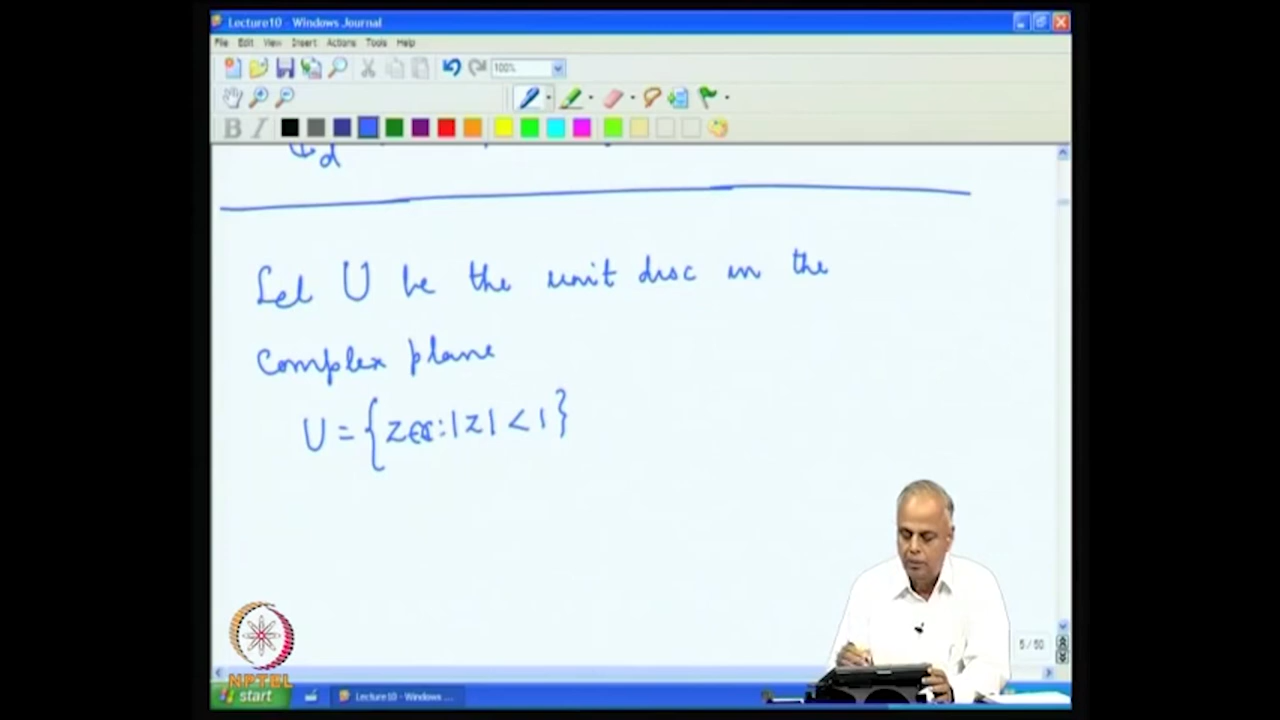 Lecture10 - Windows Journal
File Edit View Insert Actions Tools Help
100%
B I
Let U be the unit disc in the
Complex plane
U = {z∈ℂ: |z| < 1}
5 / 50
NPTEL
start Lecture10 - Windows ...